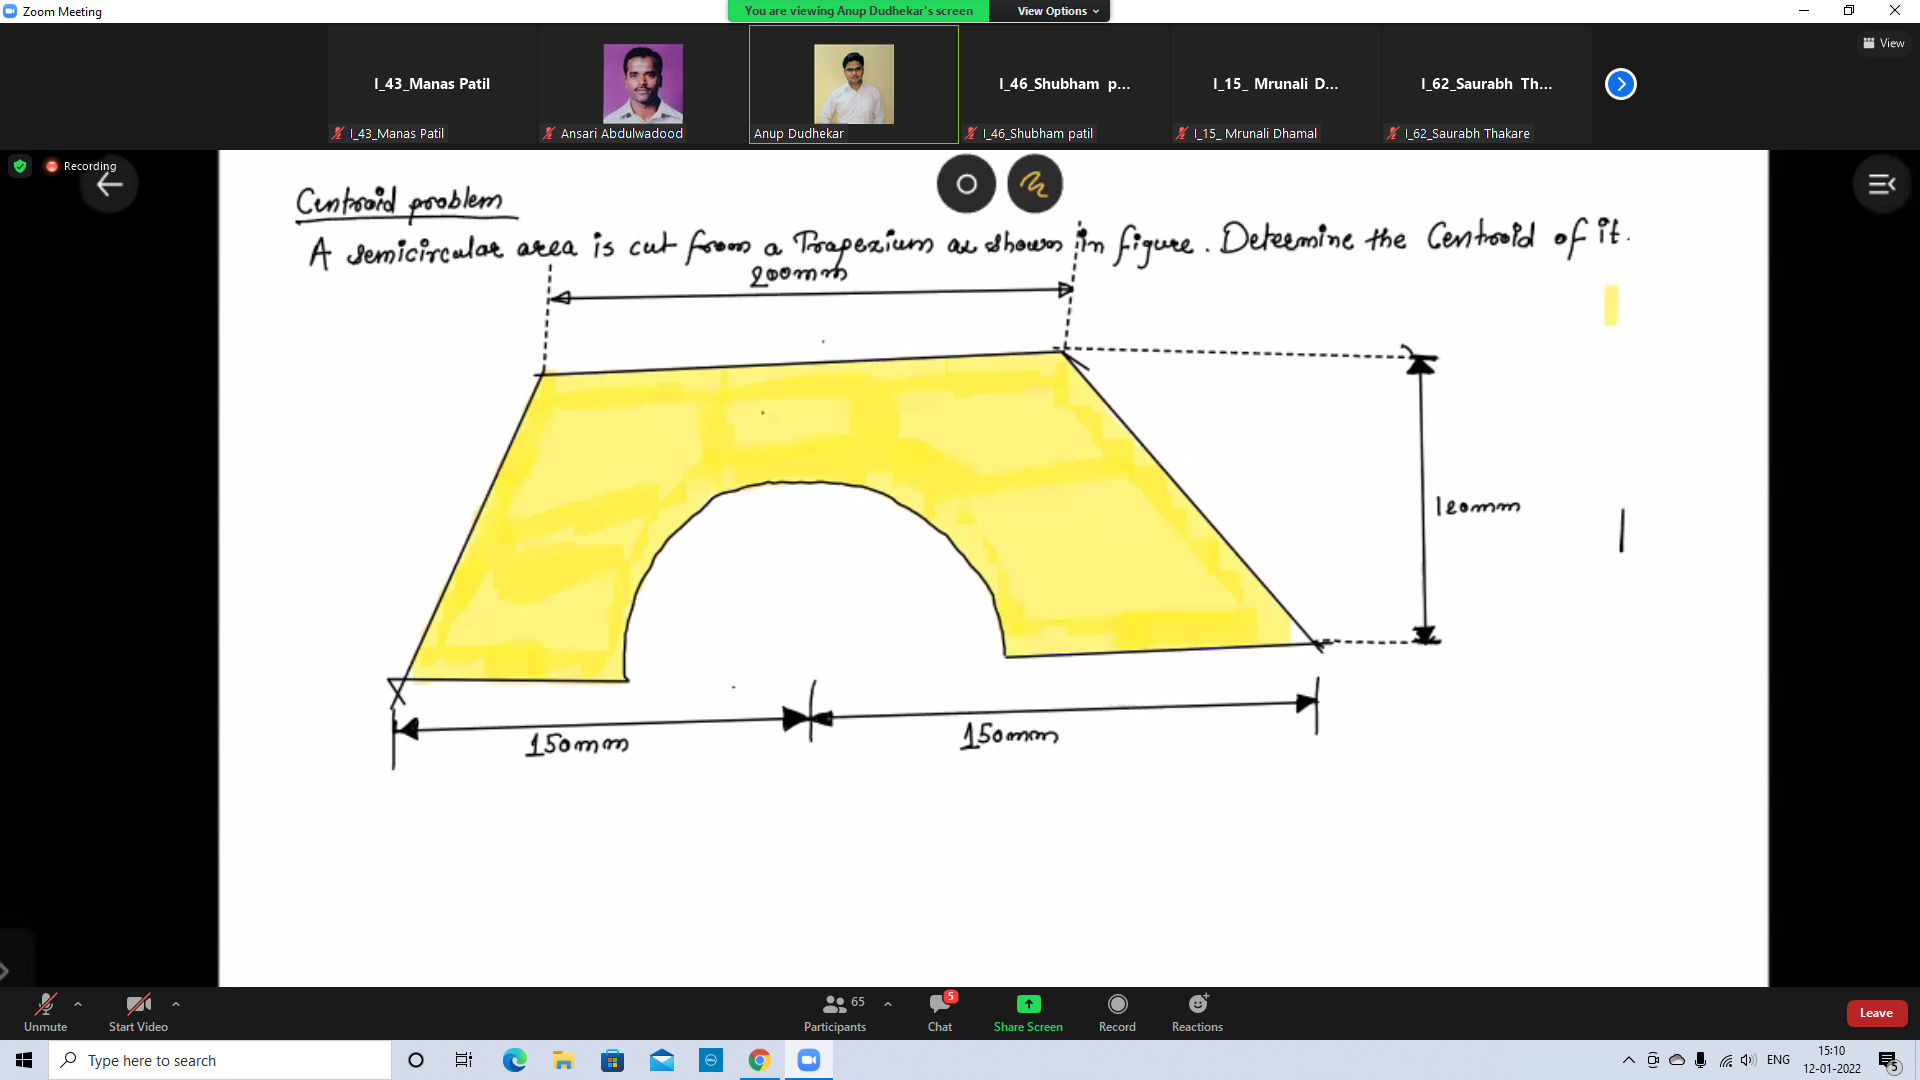 Zoom Meeting
You are viewing Anup Dudhekar's screen View Options
View
I_43_Manas Patil I_46_Shubham p... I_15_ Mrunali D... I_62_Saurabh Th...
I_43_Manas Patil Ansari Abdulwadood Anup Dudhekar I_46_Shubham patil I_15_ Mrunali Dhamal I_62_Saurabh Thakare
Recording
Centroid problem
A semicircular area is cut from a Trapezium as shown in figure. Determine the Centroid of it.
200mm
120mm
150mm 150mm
65 5
Unmute Start Video Participants Chat Share Screen Record Reactions Leave
Type here to search
DELL
ENG
15:10
12-01-2022
5